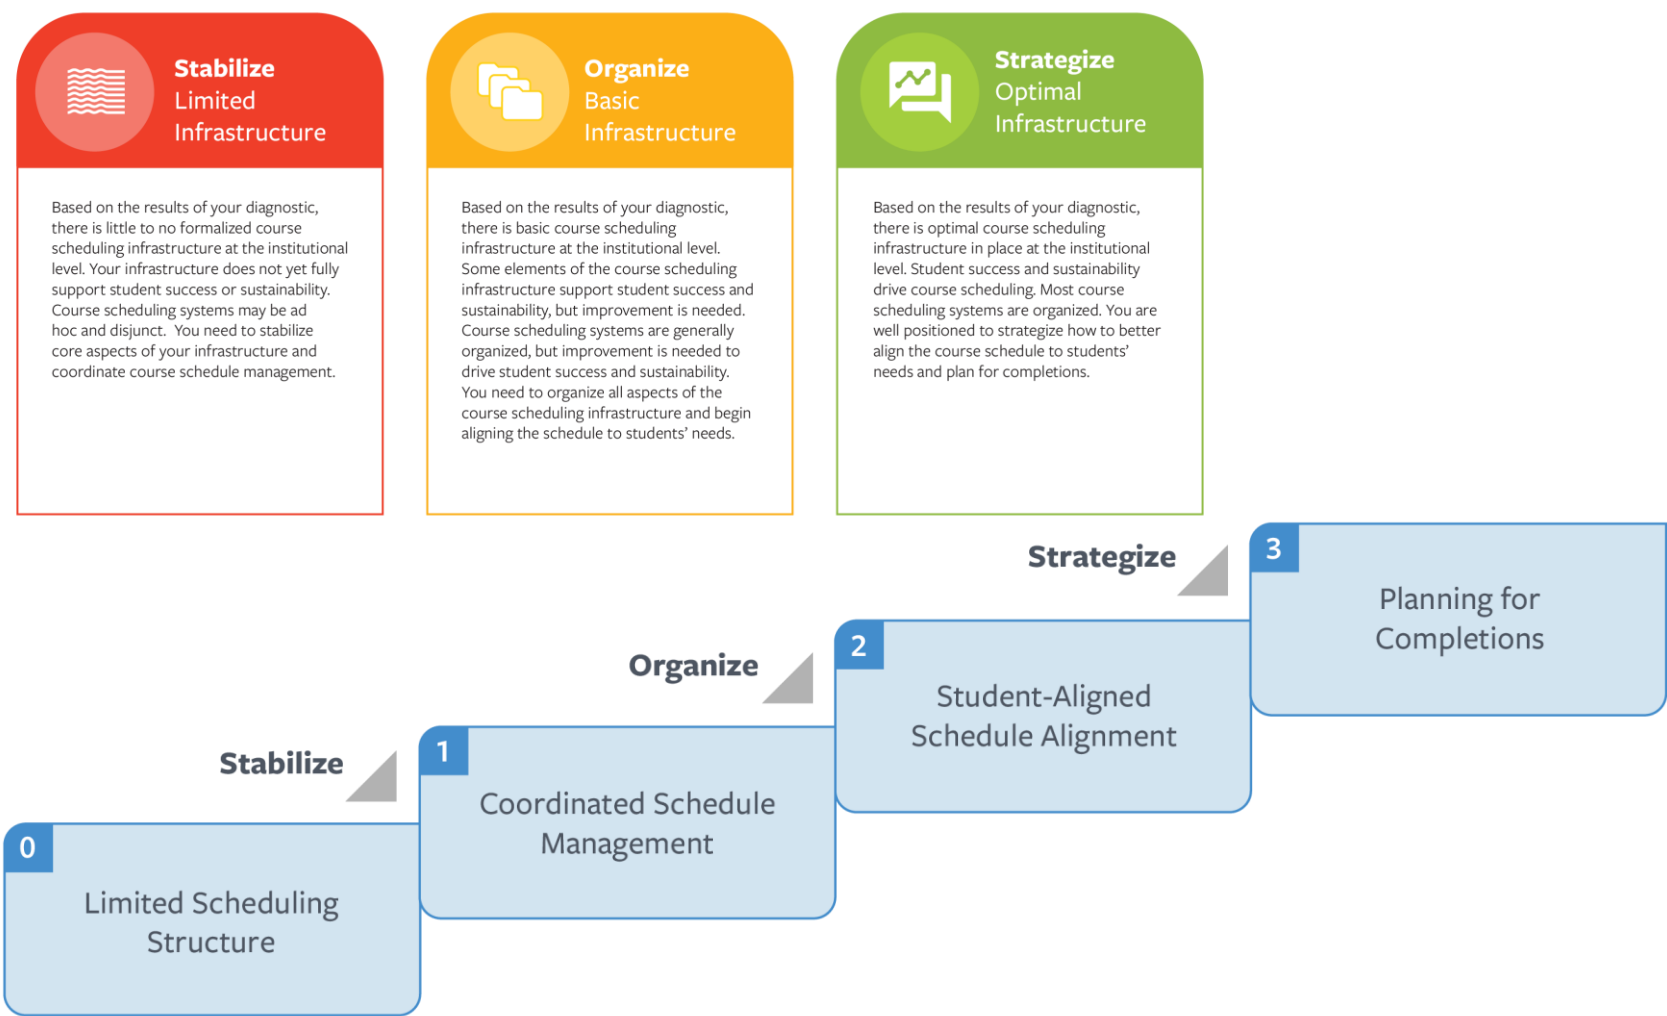 Stabilize
Limited
Infrastructure
Based on the results of your diagnostic,
there is little to no formalized course
scheduling infrastructure at the institutional
level. Your infrastructure does not yet fully
support student success or sustainability.
Course scheduling systems may be ad
hoc and disjunct.  You need to stabilize
core aspects of your infrastructure and
coordinate course schedule management.
Organize
Basic
Infrastructure
Based on the results of your diagnostic,
there is basic course scheduling
infrastructure at the institutional level.
Some elements of the course scheduling
infrastructure support student success and
sustainability, but improvement is needed.
Course scheduling systems are generally
organized, but improvement is needed to
drive student success and sustainability.
You need to organize all aspects of the
course scheduling infrastructure and begin
aligning the schedule to students’ needs.
Strategize
Optimal
Infrastructure
Based on the results of your diagnostic,
there is optimal course scheduling
infrastructure in place at the institutional
level. Student success and sustainability
drive course scheduling. Most course
scheduling systems are organized. You are
well positioned to strategize how to better
align the course schedule to students’
needs and plan for completions.
0
Limited Scheduling
Structure
Stabilize
1
Coordinated Schedule
Management
Organize
2
Student-Aligned
Schedule Alignment
Strategize
3
Planning for
Completions